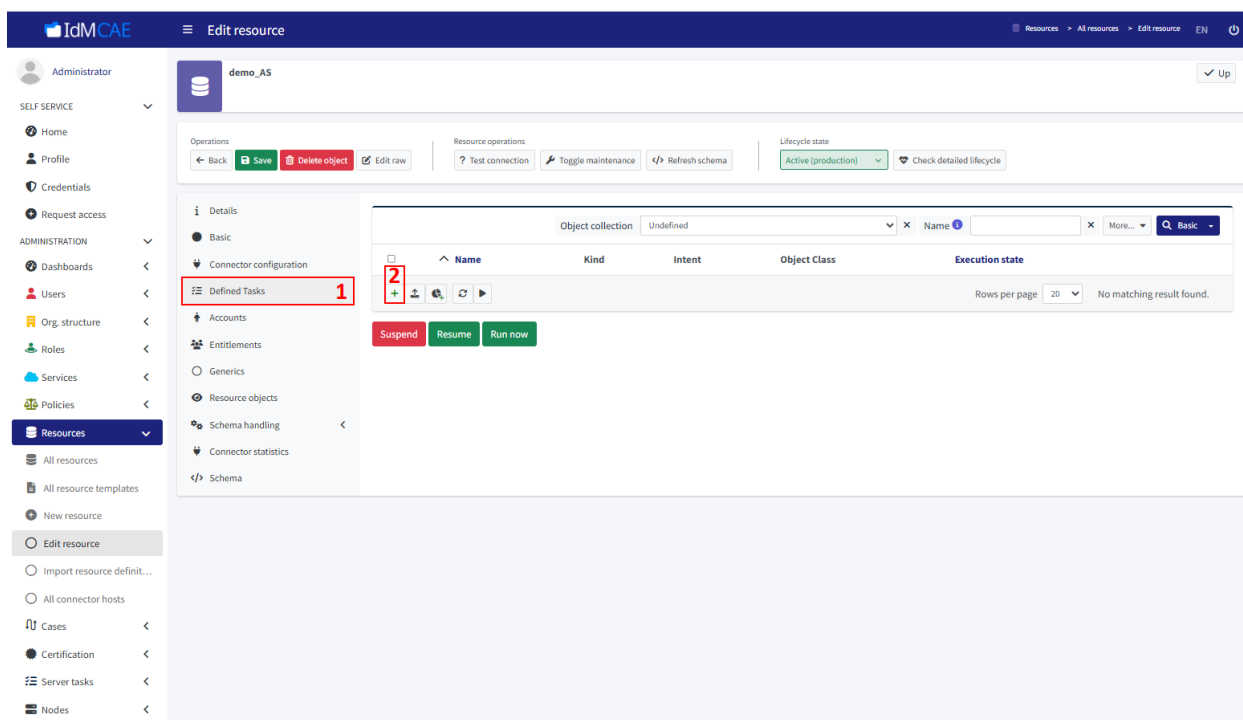 IdMCAE
Edit resource
Resources > All resources > Edit resource
EN
Administrator
SELF SERVICE
Home
Profile
Credentials
Request access
ADMINISTRATION
Dashboards
Users
Org. structure
Roles
Services
Policies
Resources
All resources
All resource templates
New resource
Edit resource
Import resource definit...
All connector hosts
Cases
Certification
Server tasks
Nodes
demo_AS
Up
Operations
Back Save Delete object Edit raw
Resource operations
? Test connection Toggle maintenance </> Refresh schema
Lifecycle state
Active (production) Check detailed lifecycle
Details
Basic
Connector configuration
Defined Tasks 1
Accounts
Entitlements
Generics
Resource objects
Schema handling
Connector statistics
</> Schema
Object collection Undefined Name More... Basic
Name Kind Intent Object Class Execution state
2
Rows per page 20 No matching result found.
Suspend Resume Run now